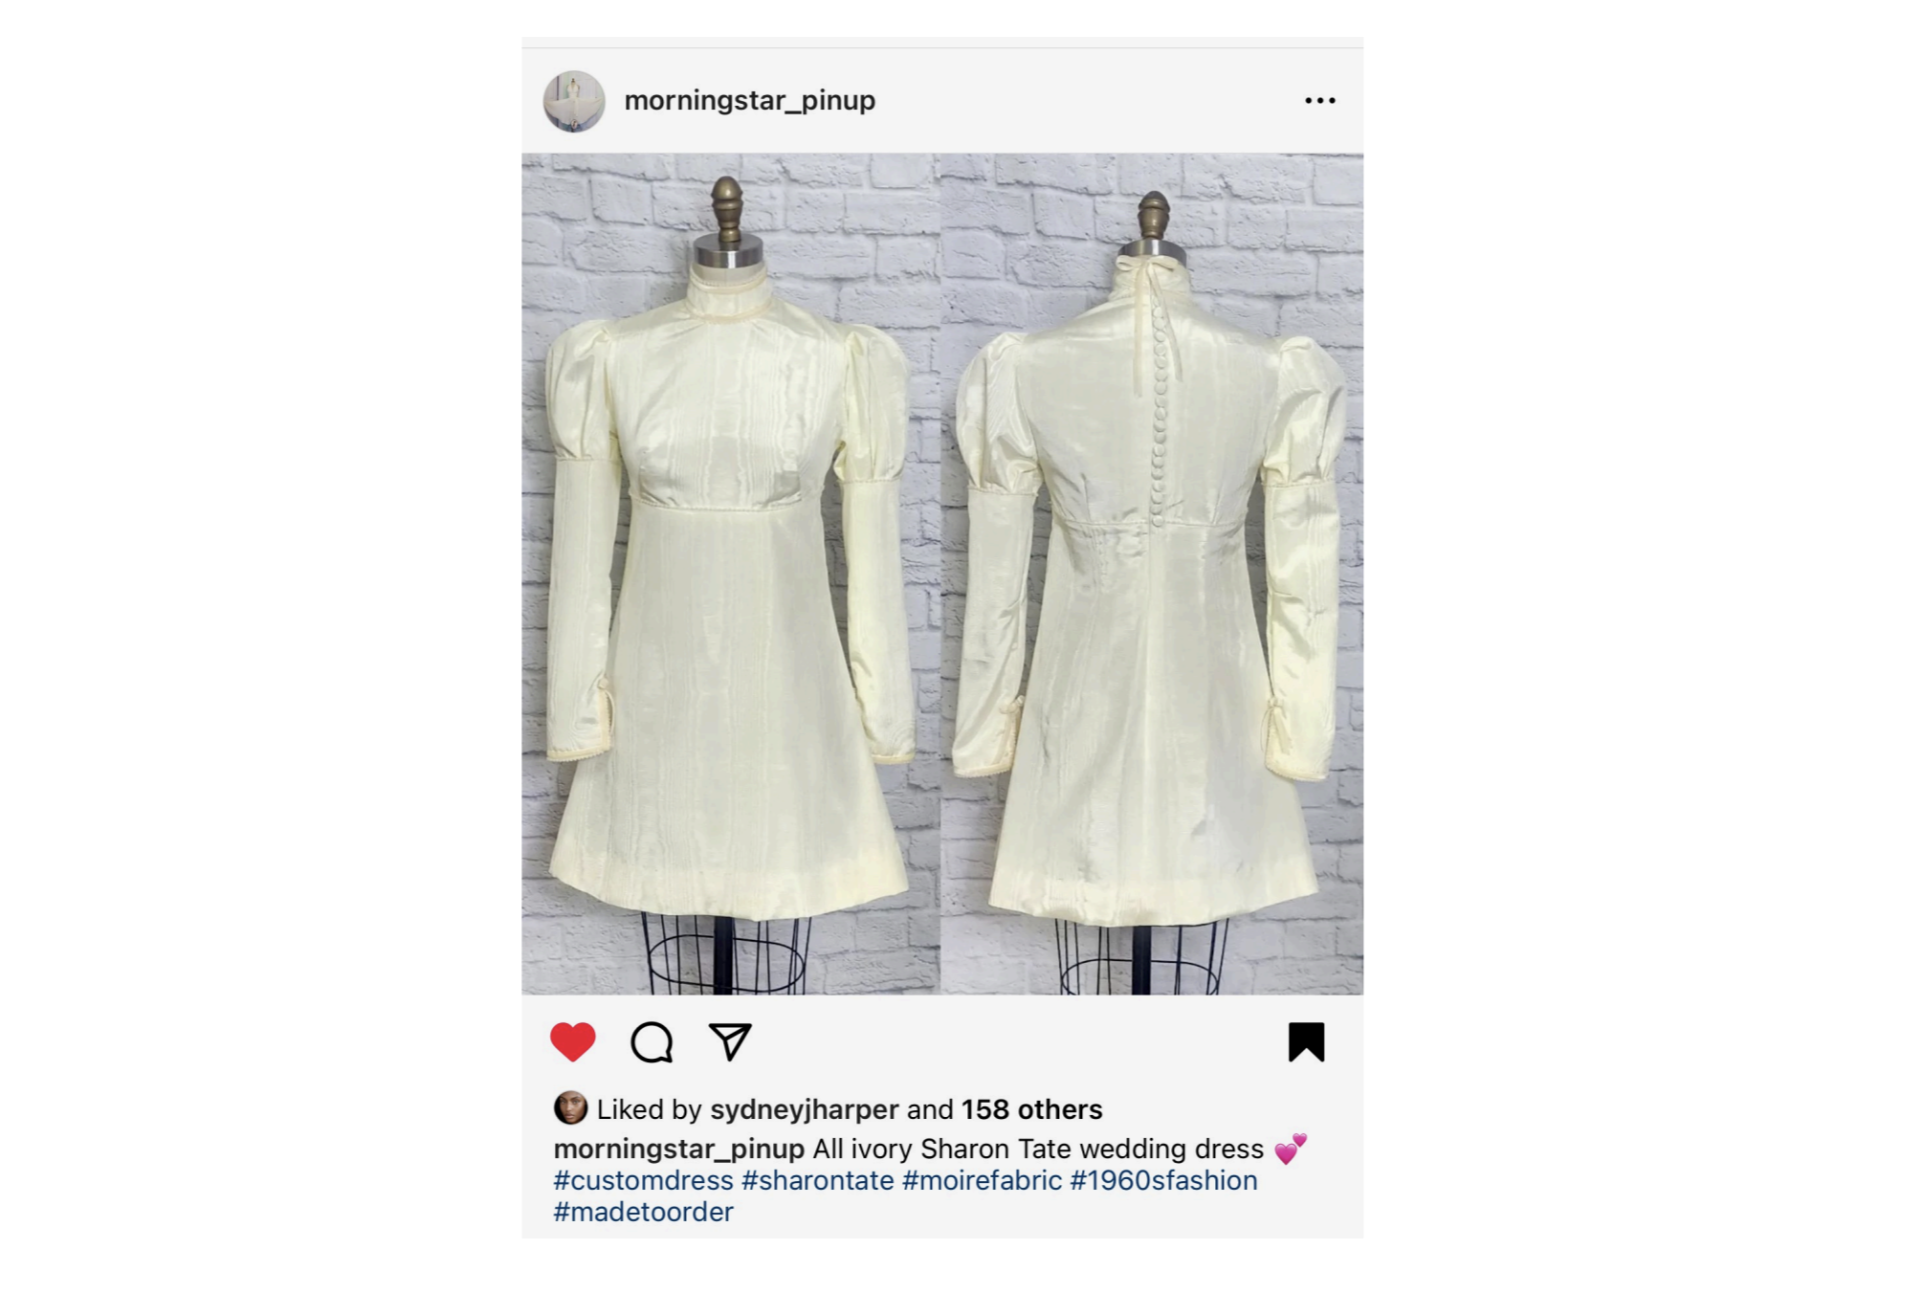 morningstar_pinup
Liked by sydneyjharper and 158 others
morningstar_pinup All ivory Sharon Tate wedding dress 💕
#customdress #sharontate #moirefabric #1960sfashion
#madetoorder